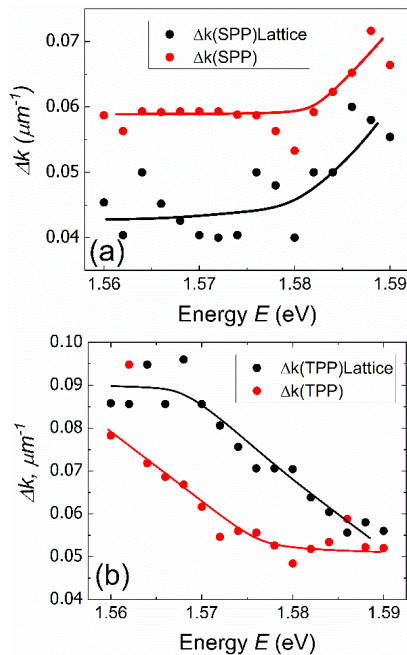 0.07
0.06
0.05
0.04
Δk (μm⁻¹)
Δk(SPP)Lattice
Δk(SPP)
(a)
1.56 1.57 1.58 1.59
Energy E (eV)
0.10
0.09
0.08
0.07
0.06
0.05
0.04
Δk, μm⁻¹
Δk(TPP)Lattice
Δk(TPP)
(b)
1.56 1.57 1.58 1.59
Energy E (eV)